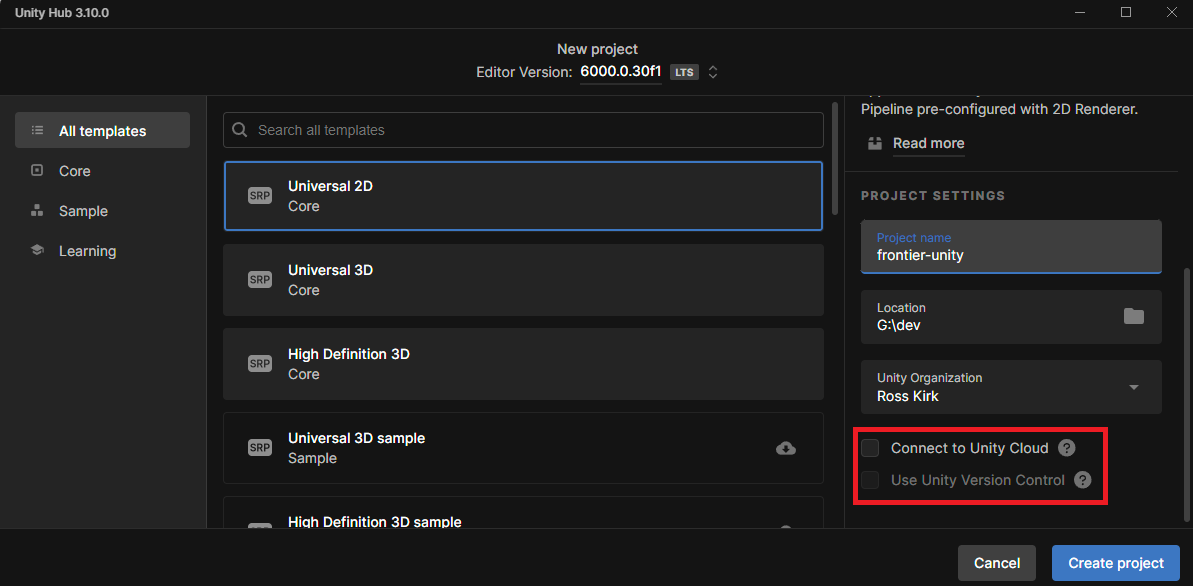 Unity Hub 3.10.0
New project
Editor Version: 6000.0.30f1 LTS
All templates
Core
Sample
Learning
Search all templates
SRP
Universal 2D
Core
SRP
Universal 3D
Core
SRP
High Definition 3D
Core
SRP
Universal 3D sample
Sample
High Definition 3D sample
Pipeline pre-configured with 2D Renderer.
Read more
PROJECT SETTINGS
Project name
frontier-unity
Location
G:\dev
Unity Organization
Ross Kirk
Connect to Unity Cloud ?
Use Unity Version Control ?
Cancel
Create project